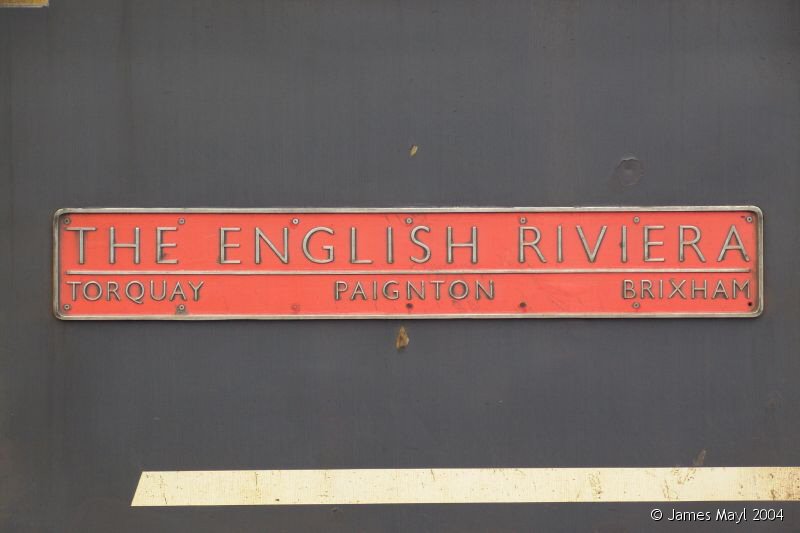 THE ENGLISH RIVIERA
TORQUAY PAIGNTON BRIXHAM
© James Mayl 2004